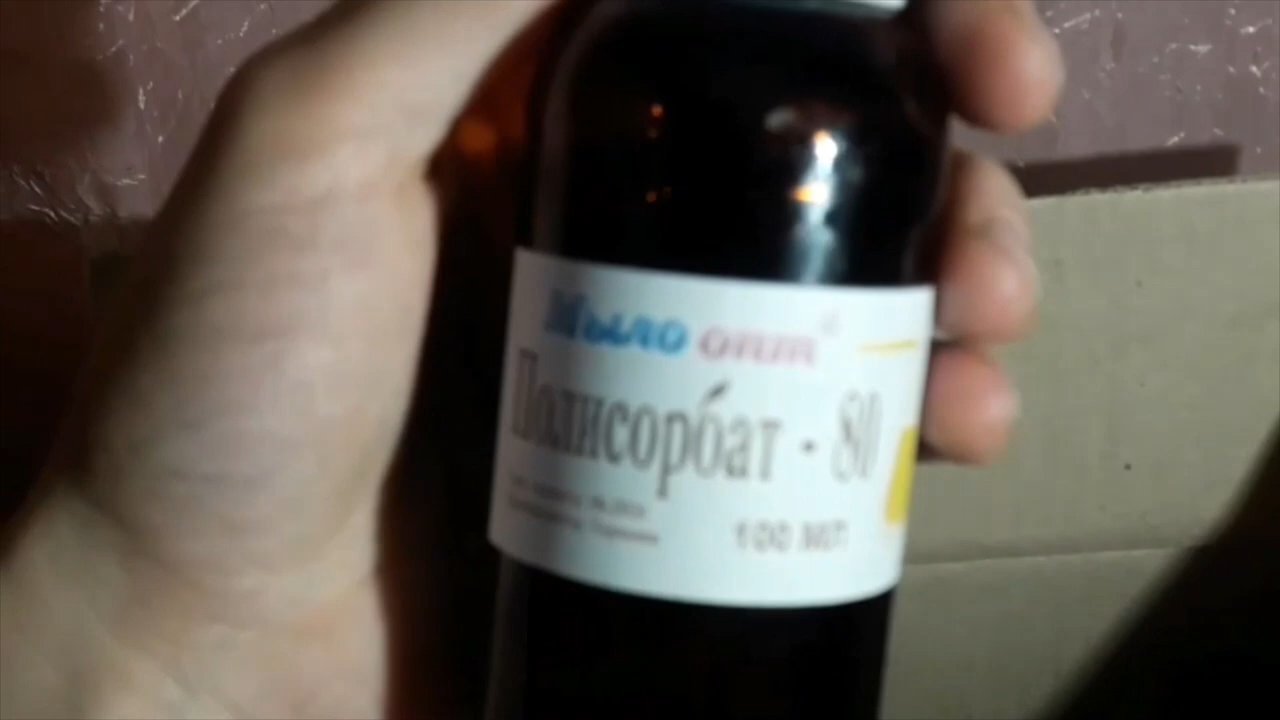 Мыло опт
Полисорбат - 80
100 мл